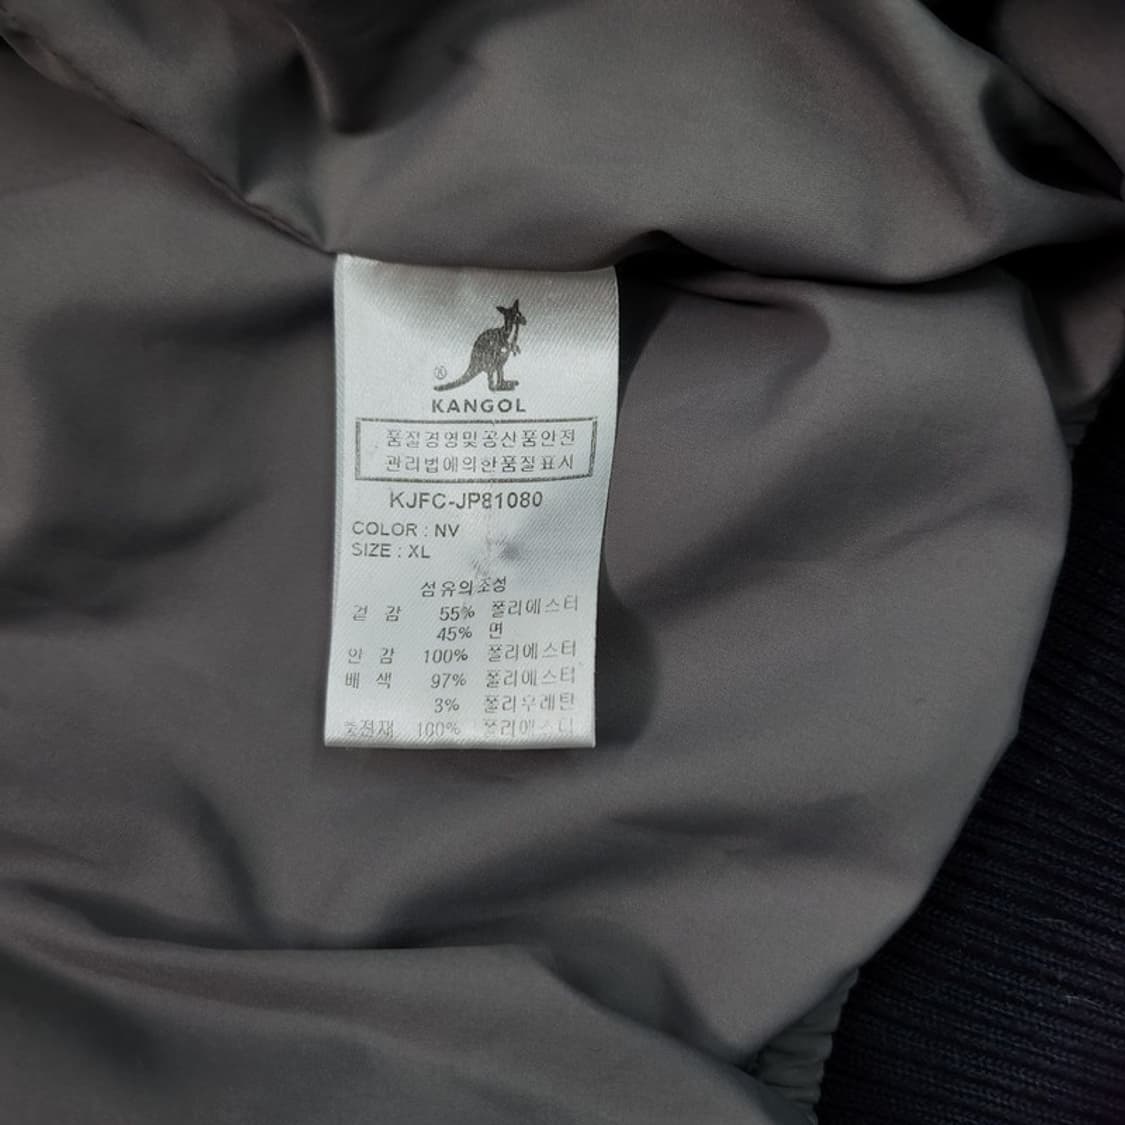 ®
KANGOL
품질경영및공산품안전
관리법에의한품질표시
KJFC-JP81080
COLOR : NV
SIZE : XL
섬유의조성
겉 감 55% 폴리에스터
45% 면
안 감 100% 폴리에스터
배 색 97% 폴리에스터
3% 폴리우레탄
충전재 100% 폴리에스터